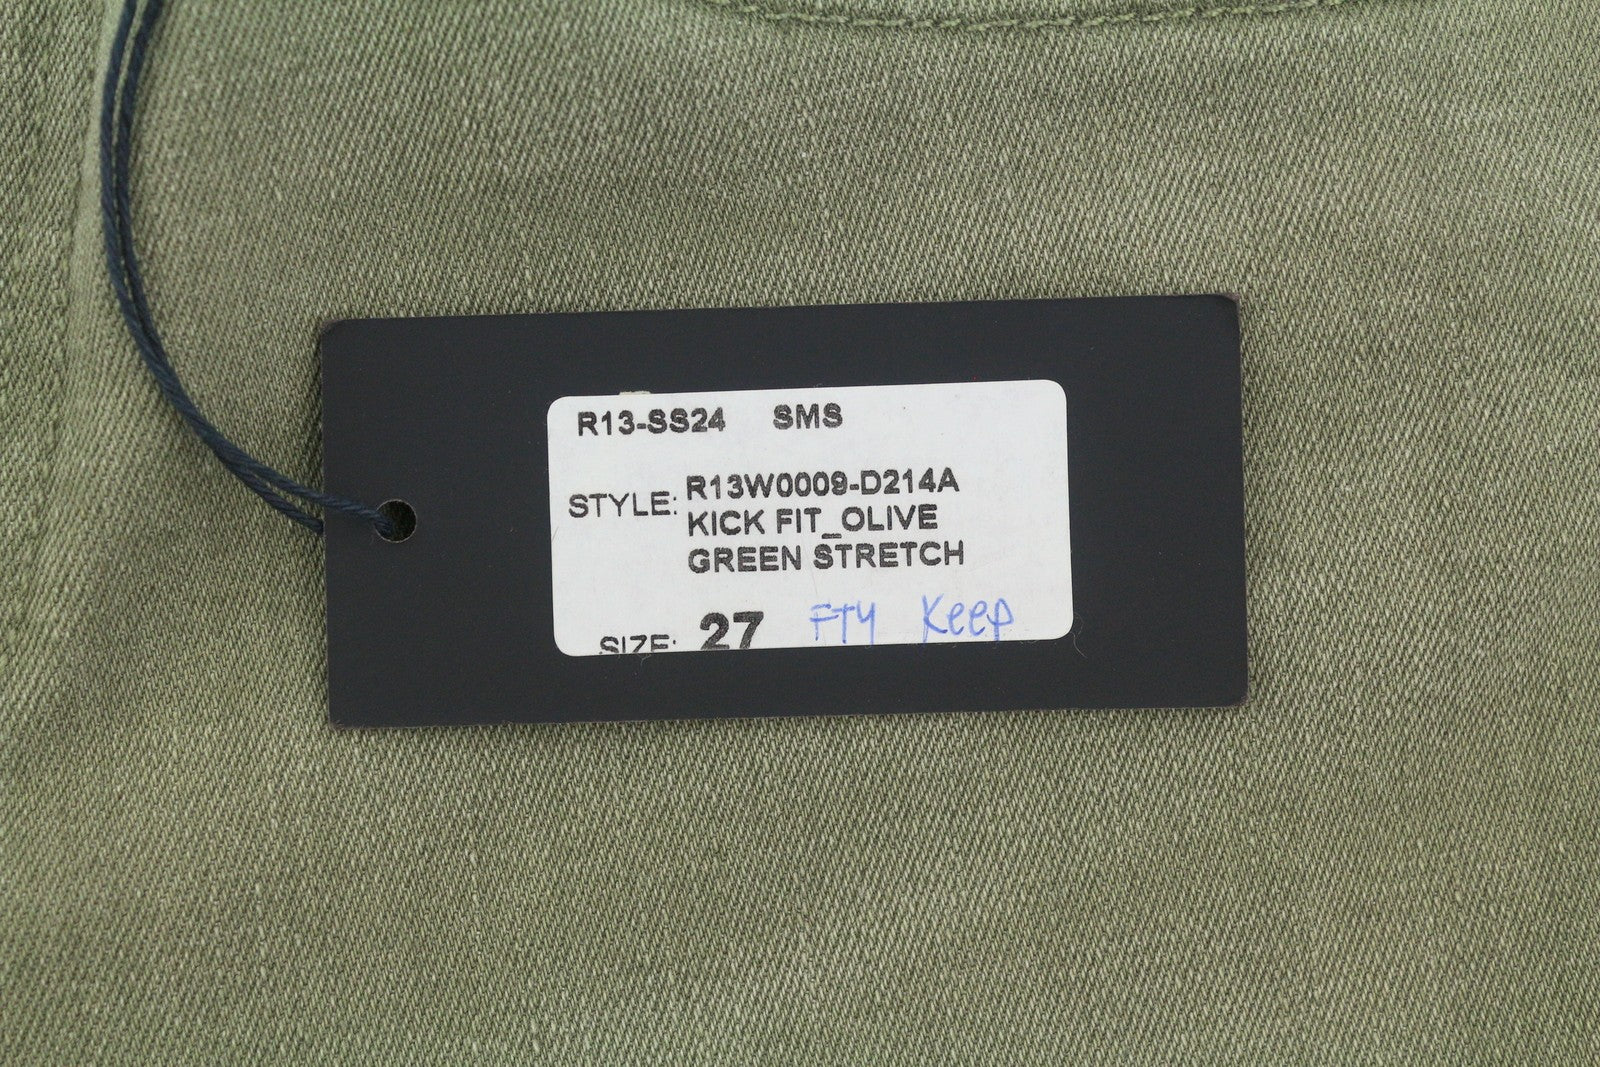 R13-SS24 SMS
STYLE: R13W0009-D214A
KICK FIT_OLIVE
GREEN STRETCH
SIZE: 27 FTY Keep